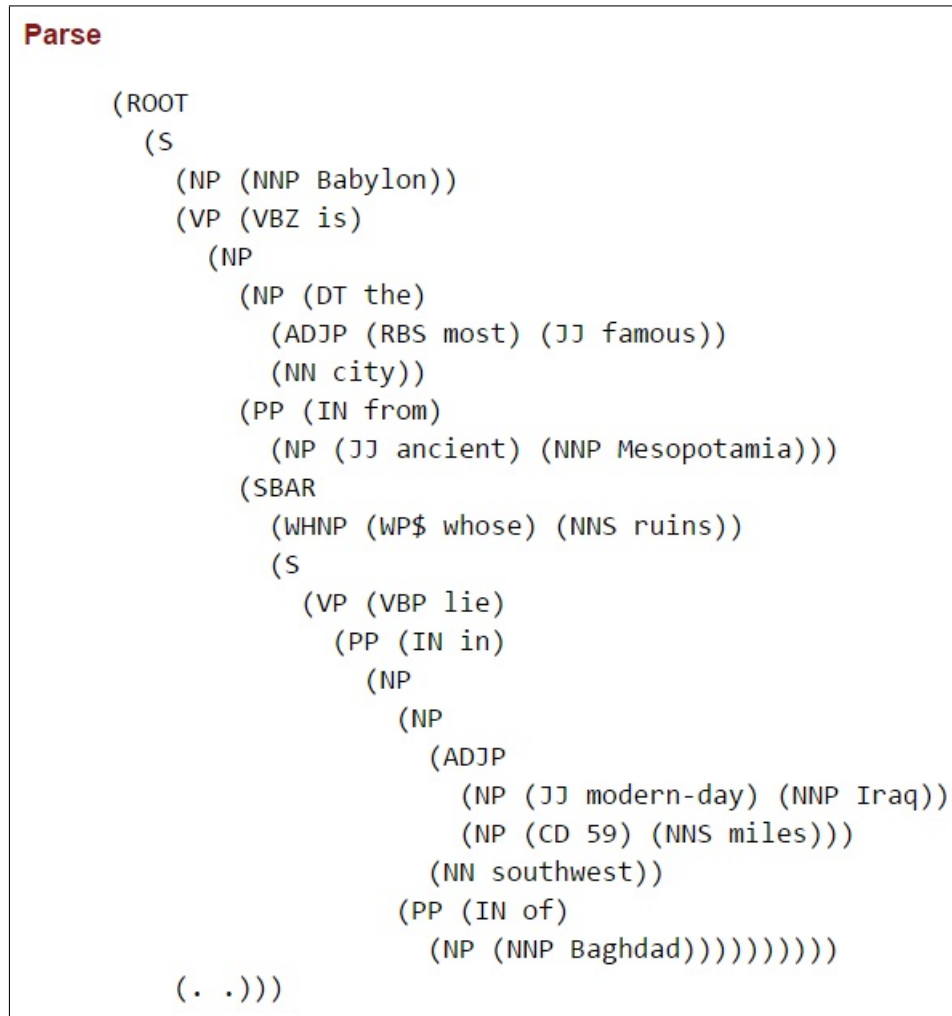 Parse
(ROOT
(S
(NP (NNP Babylon))
(VP (VBZ is)
(NP
(NP (DT the)
(ADJP (RBS most) (JJ famous))
(NN city))
(PP (IN from)
(NP (JJ ancient) (NNP Mesopotamia)))
(SBAR
(WHNP (WP$ whose) (NNS ruins))
(S
(VP (VBP lie)
(PP (IN in)
(NP
(NP
(ADJP
(NP (JJ modern-day) (NNP Iraq))
(NP (CD 59) (NNS miles)))
(NN southwest))
(PP (IN of)
(NP (NNP Baghdad))))))))))
(. .)))